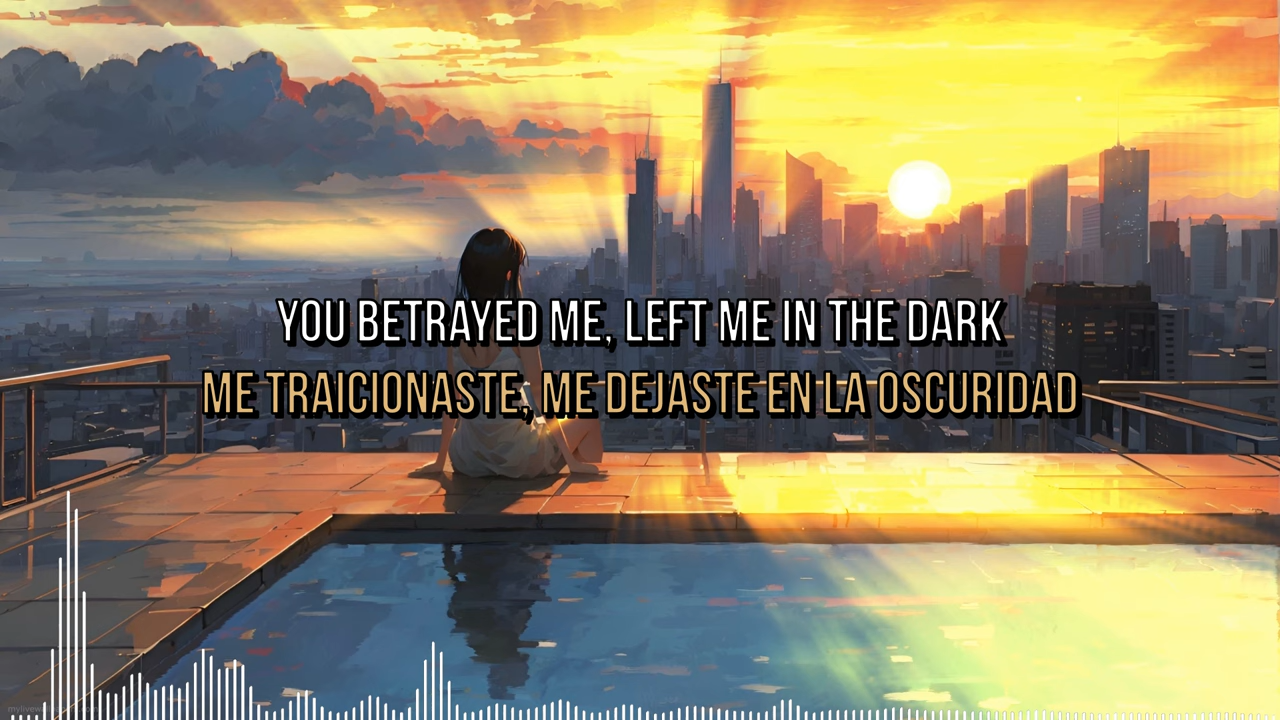 YOU BETRAYED ME, LEFT ME IN THE DARK
ME TRAICIONASTE, ME DEJASTE EN LA OSCURIDAD